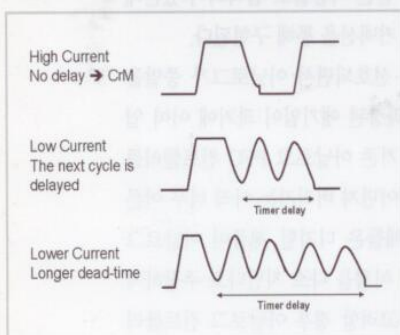 High Current
No delay ➔ CrM
Low Current
The next cycle is
delayed
Timer delay
Lower Current
Longer dead-time
Timer delay